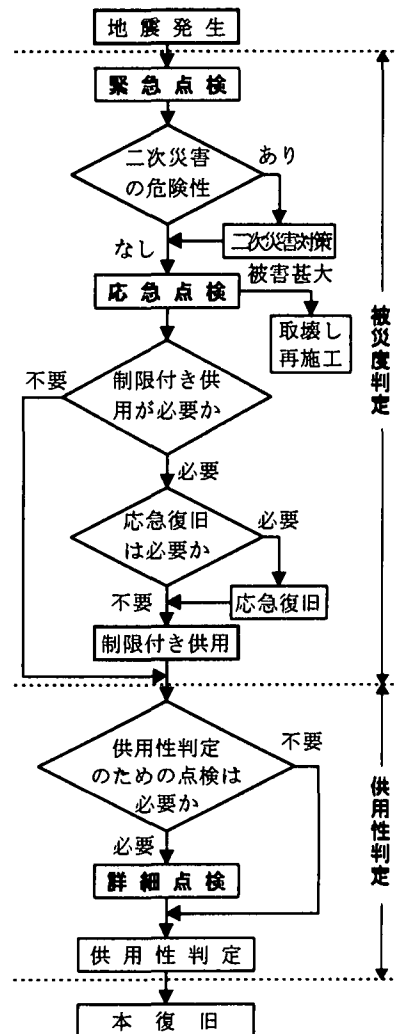 地震発生
緊急点検
二次災害
の危険性
あり
二次災害対策
なし
応急点検
被害甚大
取壊し
再施工
被災度判定
制限付き供
用が必要か
不要
必要
応急復旧
は必要か
必要
不要
応急復旧
制限付き供用
供用性判定
のための点検は
必要か
不要
供用性判定
必要
詳細点検
供用性判定
本復旧